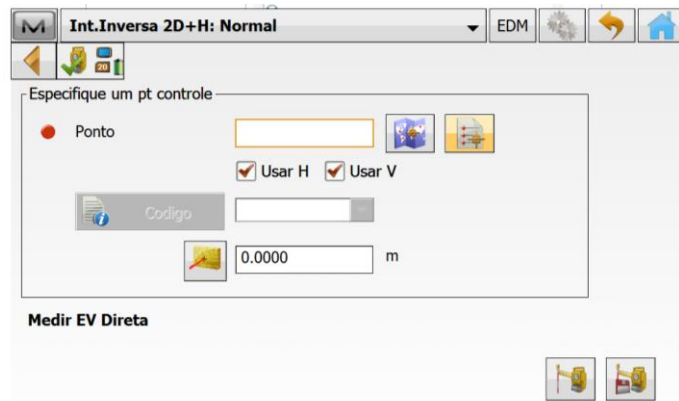 M Int.Inversa 2D+H: Normal EDM
20
Especifique um pt controle
Ponto
Usar H Usar V
Codigo
0.0000 m
Medir EV Direta